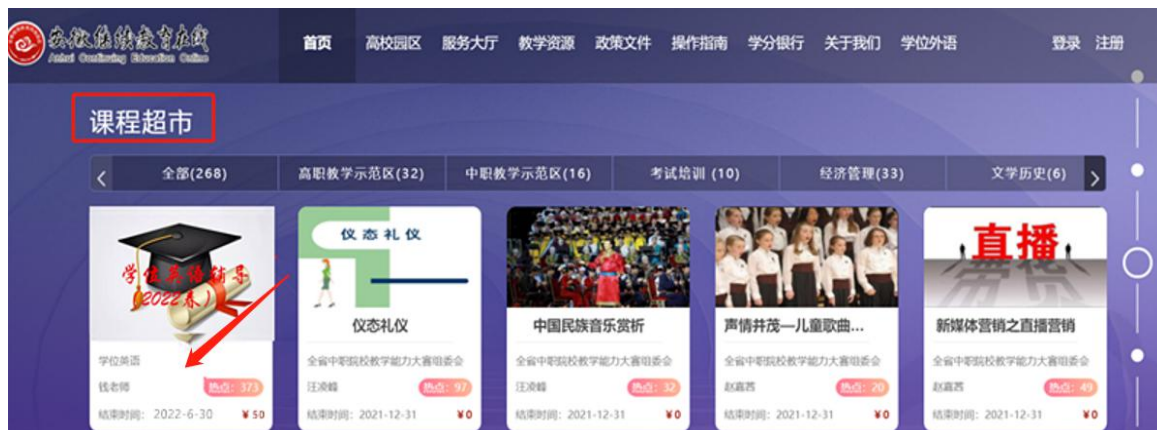 安徽继续教育在线
Anhui Continuing Education Online
首页 高校园区 服务大厅 教学资源 政策文件 操作指南 学分银行 关于我们 学位外语 登录 注册
课程超市
全部(268) 高职教学示范区(32) 中职教学示范区(16) 考试培训 (10) 经济管理(33) 文学历史(6)
学位英语辅导
(2022春)
学位英语
钱老师 热点: 373
结束时间: 2022-6-30 ¥50
仪态礼仪
仪态礼仪
全省中职院校教学能力大赛组委会
汪凌峰 热点: 97
结束时间: 2021-12-31 ¥0
中国民族音乐赏析
全省中职院校教学能力大赛组委会
汪凌峰 热点: 32
结束时间: 2021-12-31 ¥0
声情并茂—儿童歌曲...
全省中职院校教学能力大赛组委会
赵嘉茜 热点: 20
结束时间: 2021-12-31 ¥0
直播
新媒体营销之直播营销
全省中职院校教学能力大赛组委会
赵嘉茜 热点: 49
结束时间: 2021-12-31 ¥0